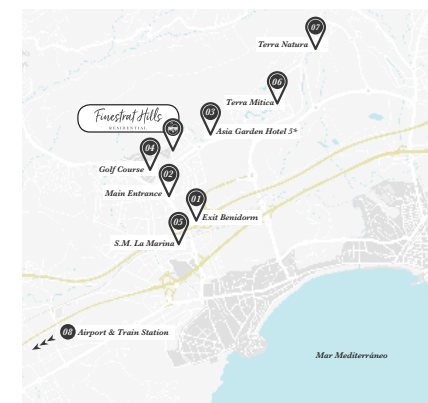 07
Terra Natura
06
Terra Mitica
03
Asia Garden Hotel 5*
Finestrat Hills
RESIDENTIAL
04
Golf Course
02
Main Entrance
01
Exit Benidorm
05
S.M. La Marina
08 Airport & Train Station
Mar Mediterráneo